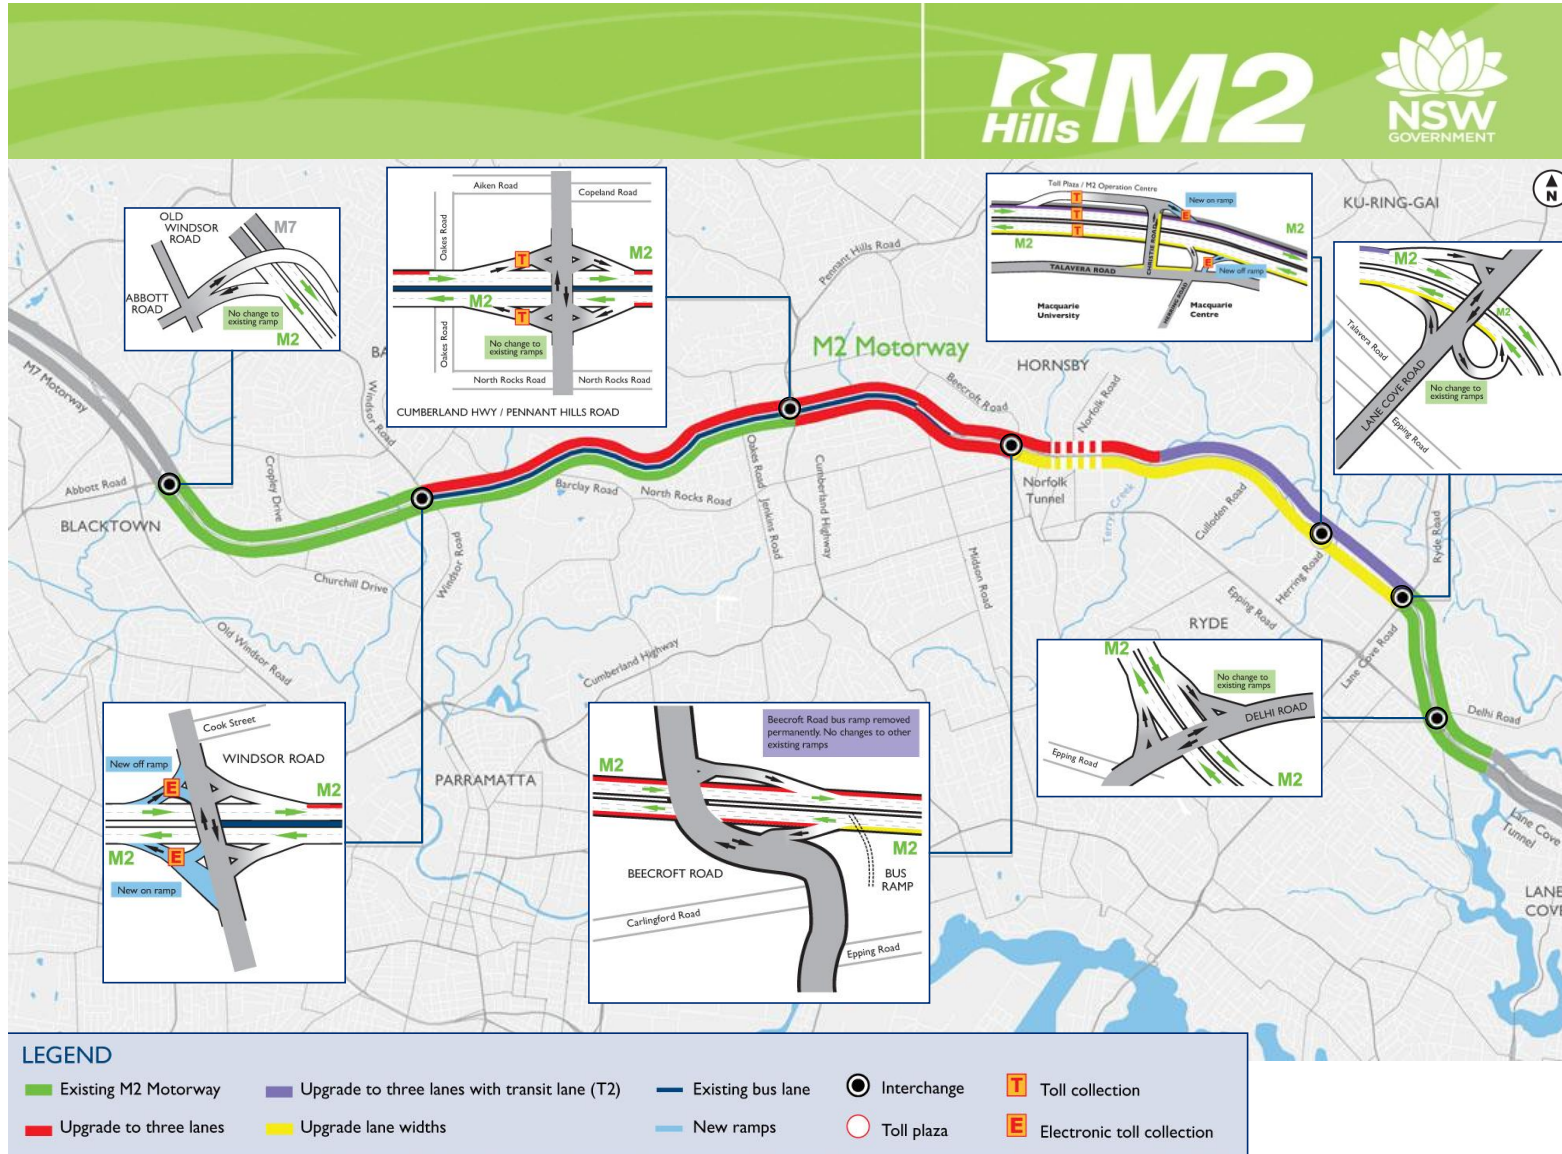 Hills M2
NSW
GOVERNMENT
KU-RING-GAI
N
OLD
WINDSOR
ROAD
M7
ABBOTT
ROAD
No change to
existing ramp
M2
Aiken Road
Copeland Road
Oakes Road
T
M2
M2
T
No change to
existing ramps
Oakes Road
North Rocks Road
North Rocks Road
CUMBERLAND HWY / PENNANT HILLS ROAD
Toll Plaza / M2 Operation Centre
T
T
T
E
New on ramp
M2
M2
CHRISTIE ROAD
TALAVERA ROAD
E
New off ramp
HERRING ROAD
Macquarie
University
Macquarie
Centre
M2
M2
Talavera Road
LANE COVE ROAD
No change to
existing ramps
Epping Road
M7 Motorway
BA
Windsor Road
Pennant Hills Road
M2 Motorway
HORNSBY
Beecroft Road
Norfolk Road
Abbott Road
BLACKTOWN
Cropley Drive
Churchill Drive
Windsor Road
Old Windsor Road
Barclay Road
North Rocks Road
Oakes Road
Jenkins Road
Cumberland Highway
Cumberland Highway
Midson Road
Norfolk
Tunnel
Terrys Creek
Culloden Road
Herring Road
Epping Road
RYDE
Ryde Road
Lane Cove Road
Delhi Road
Lane Cove
Tunnel
LANE
COVE
PARRAMATTA
Cook Street
New off ramp
WINDSOR ROAD
E
M2
M2
E
New on ramp
Beecroft Road bus ramp removed
permanently. No changes to other
existing ramps
M2
M2
BEECROFT ROAD
BUS
RAMP
Carlingford Road
Epping Road
M2
No change to
existing ramps
DELHI ROAD
Epping Road
M2
LEGEND
Existing M2 Motorway
Upgrade to three lanes with transit lane (T2)
Existing bus lane
Interchange
T Toll collection
Upgrade to three lanes
Upgrade lane widths
New ramps
Toll plaza
E Electronic toll collection